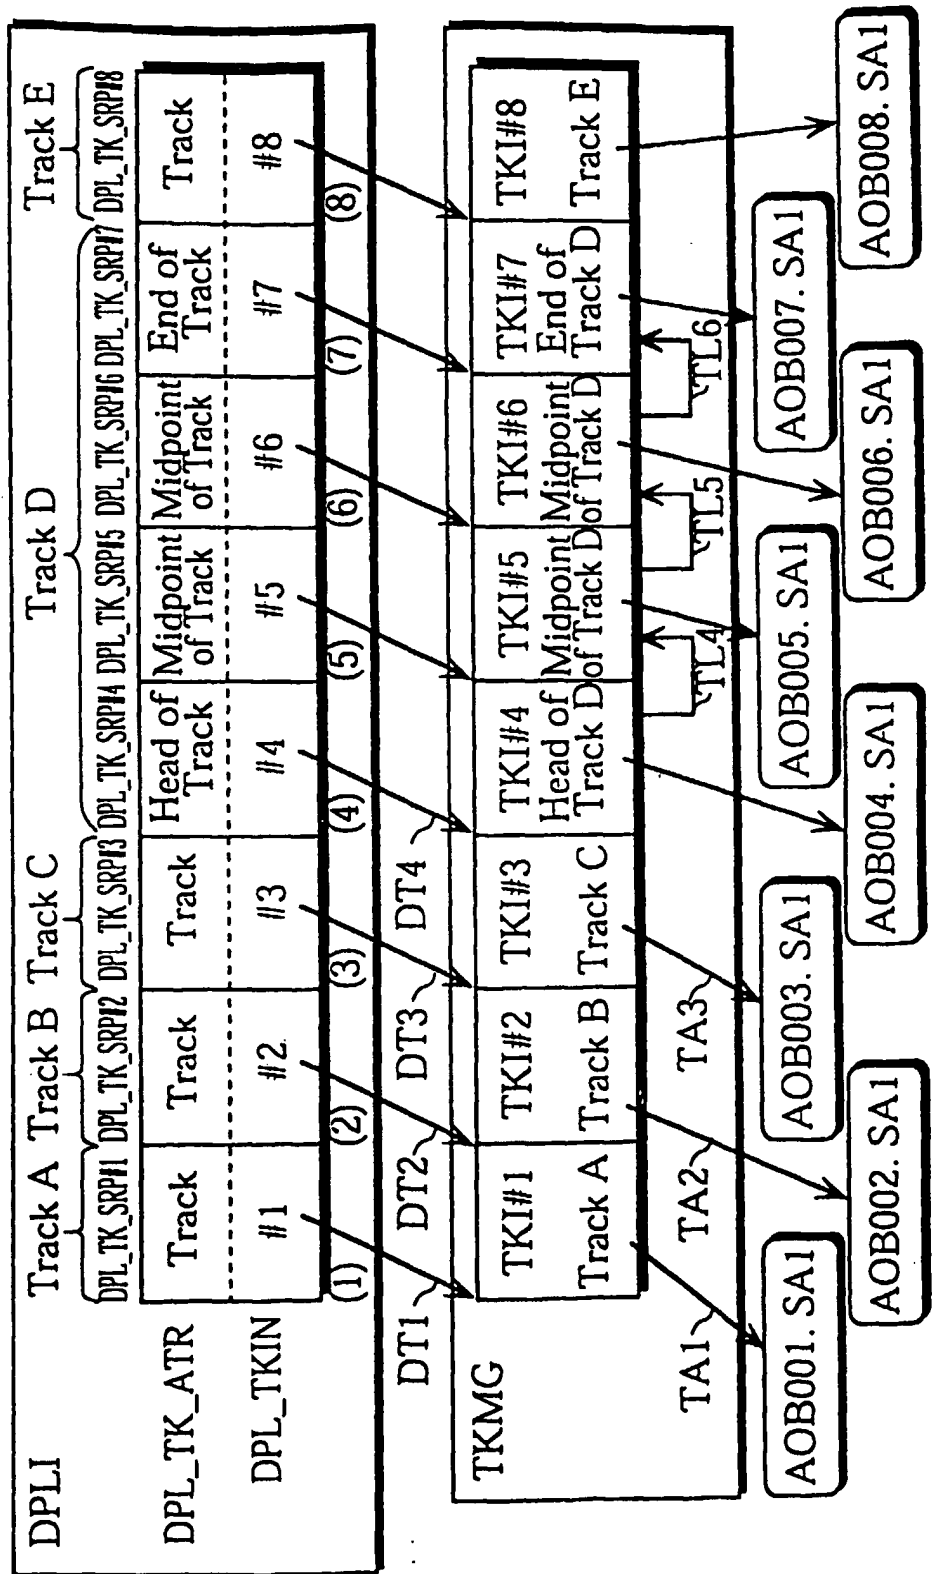 DPLI
Track A
Track B
Track C
Track D
Track E
DPL_TK_SRP#1
DPL_TK_SRP#2
DPL_TK_SRP#3
DPL_TK_SRP#4
DPL_TK_SRP#5
DPL_TK_SRP#6
DPL_TK_SRP#7
DPL_TK_SRP#8
DPL_TK_ATR
Track
Track
Track
Head of
Track
Midpoint
of Track
Midpoint
of Track
End of
Track
Track
DPL_TKIN
#1
#2
#3
#4
#5
#6
#7
#8
(1)
(2)
(3)
(4)
(5)
(6)
(7)
(8)
DT1
DT2
DT3
DT4
TKMG
TKI#1
Track A
TKI#2
Track B
TKI#3
Track C
TKI#4
Head of
Track D
TKI#5
Midpoint
of Track D
TKI#6
Midpoint
of Track D
TKI#7
End of
Track D
TKI#8
Track E
TA1
TA2
TA3
TL4
TL5
TL6
AOB001. SA1
AOB002. SA1
AOB003. SA1
AOB004. SA1
AOB005. SA1
AOB006. SA1
AOB007. SA1
AOB008. SA1